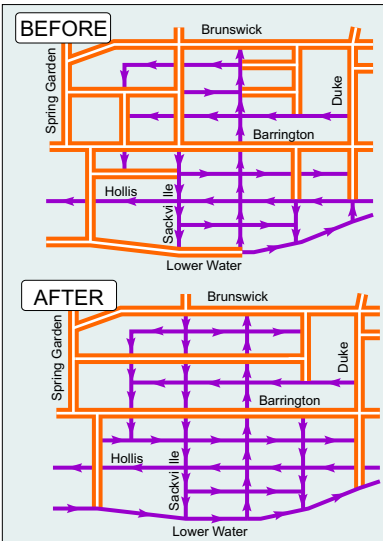 BEFORE
Brunswick
Spring Garden
Duke
Barrington
Hollis
Sackville
Lower Water
AFTER
Brunswick
Spring Garden
Duke
Barrington
Hollis
Sackville
Lower Water